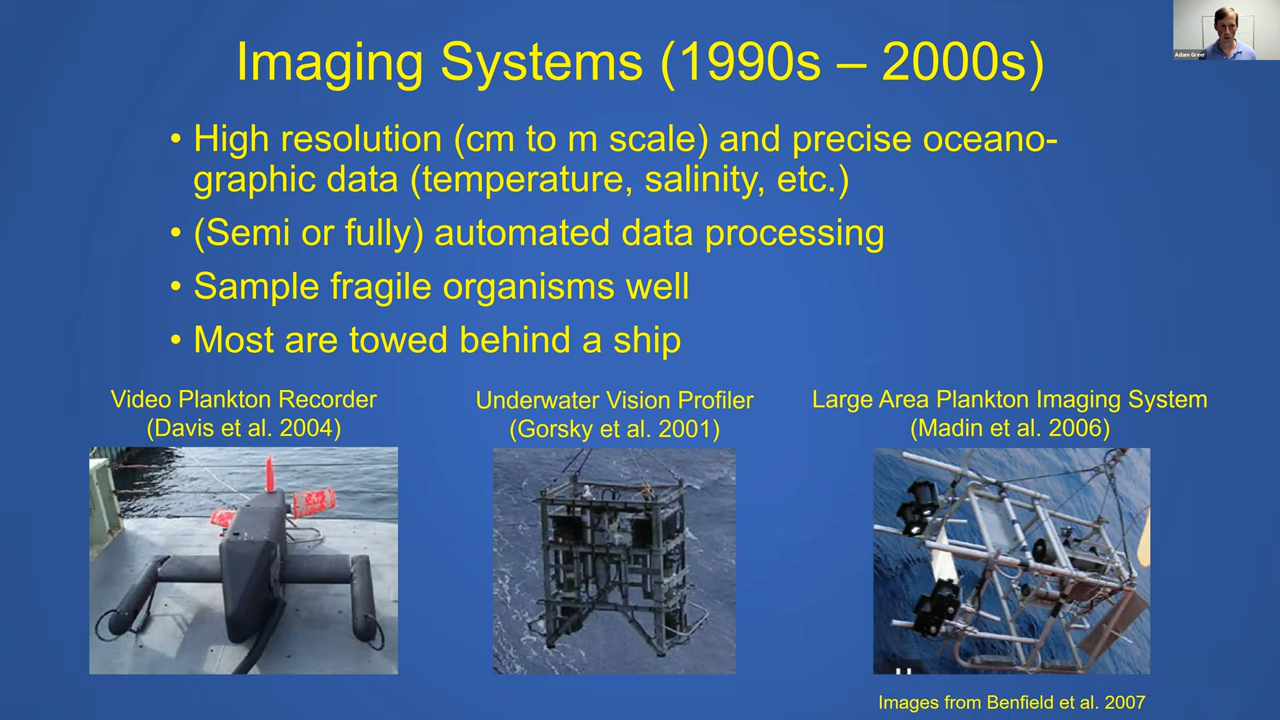 Imaging Systems (1990s – 2000s)
Adam Greer
• High resolution (cm to m scale) and precise oceano-
graphic data (temperature, salinity, etc.)
• (Semi or fully) automated data processing
• Sample fragile organisms well
• Most are towed behind a ship
Video Plankton Recorder
(Davis et al. 2004)
Underwater Vision Profiler
(Gorsky et al. 2001)
Large Area Plankton Imaging System
(Madin et al. 2006)
Images from Benfield et al. 2007